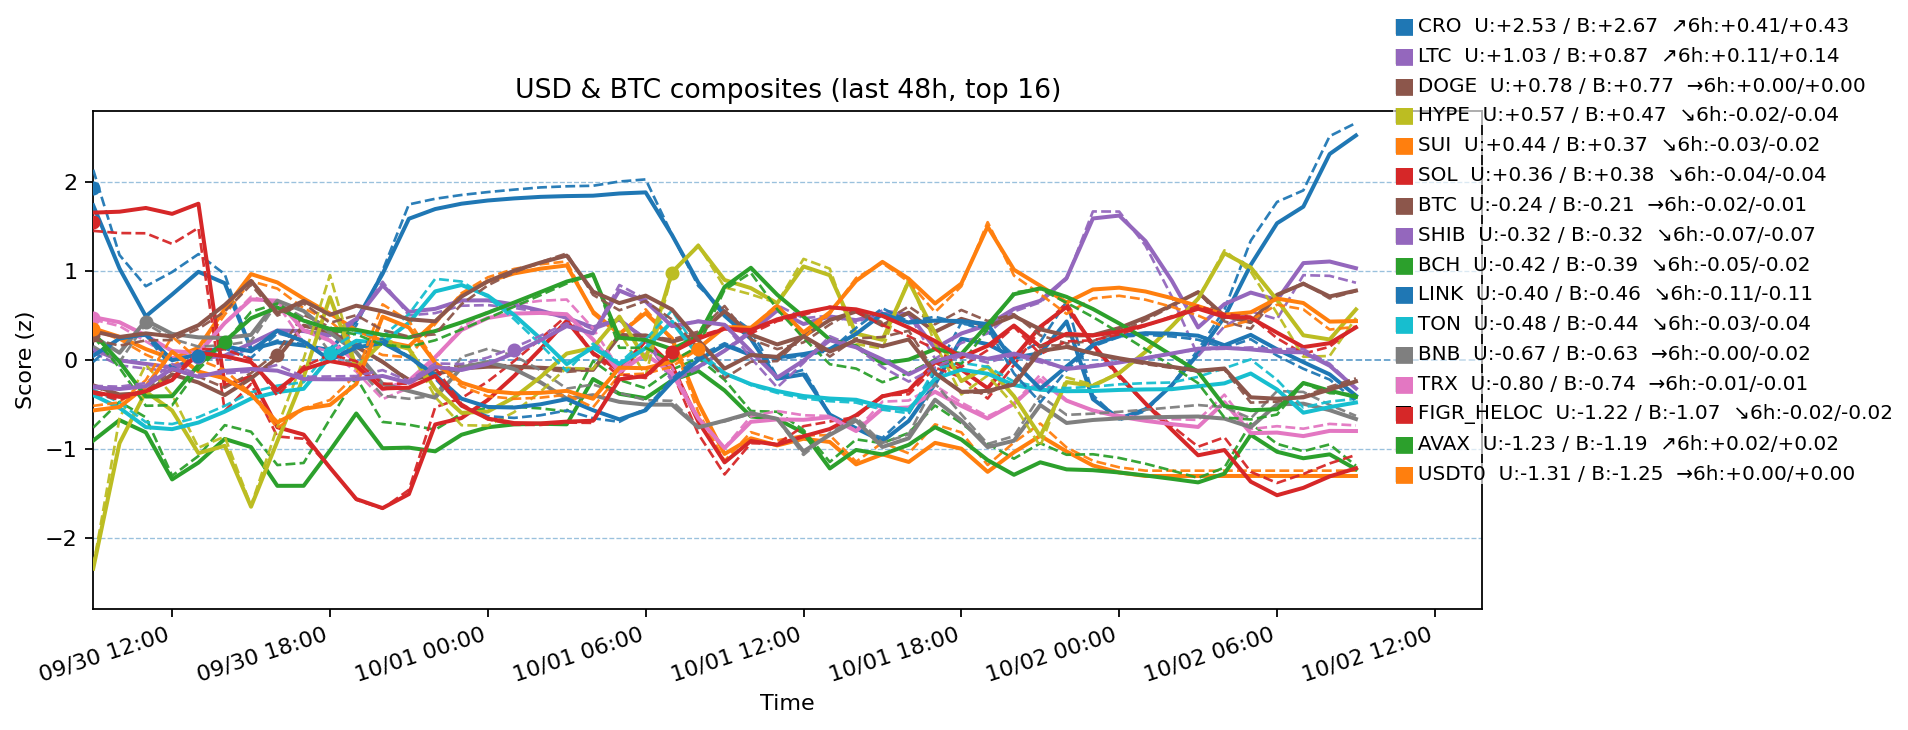 CRO  U:+2.53 / B:+2.67  ↗6h:+0.41/+0.43
LTC  U:+1.03 / B:+0.87  ↗6h:+0.11/+0.14
DOGE  U:+0.78 / B:+0.77  →6h:+0.00/+0.00
HYPE  U:+0.57 / B:+0.47  ↘6h:-0.02/-0.04
SUI  U:+0.44 / B:+0.37  ↘6h:-0.03/-0.02
SOL  U:+0.36 / B:+0.38  ↘6h:-0.04/-0.04
BTC  U:-0.24 / B:-0.21  →6h:-0.02/-0.01
SHIB  U:-0.32 / B:-0.32  ↘6h:-0.07/-0.07
BCH  U:-0.42 / B:-0.39  ↘6h:-0.05/-0.02
LINK  U:-0.40 / B:-0.46  ↘6h:-0.11/-0.11
TON  U:-0.48 / B:-0.44  ↘6h:-0.03/-0.04
BNB  U:-0.67 / B:-0.63  →6h:-0.00/-0.02
TRX  U:-0.80 / B:-0.74  →6h:-0.01/-0.01
FIGR_HELOC  U:-1.22 / B:-1.07  ↘6h:-0.02/-0.02
AVAX  U:-1.23 / B:-1.19  ↗6h:+0.02/+0.02
USDT0  U:-1.31 / B:-1.25  →6h:+0.00/+0.00
USD & BTC composites (last 48h, top 16)
Score (z)
2
1
0
−1
−2
09/30 12:00
09/30 18:00
10/01 00:00
10/01 06:00
10/01 12:00
10/01 18:00
10/02 00:00
10/02 06:00
10/02 12:00
Time